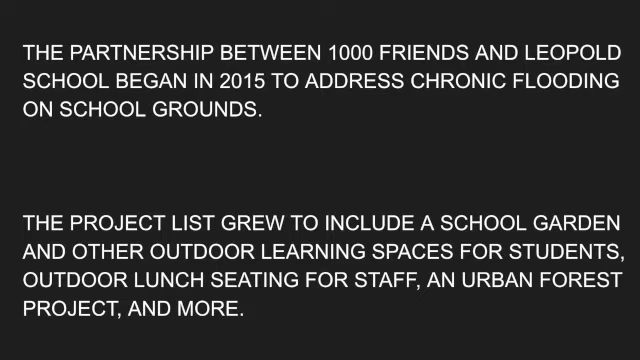 THE PARTNERSHIP BETWEEN 1000 FRIENDS AND LEOPOLD
SCHOOL BEGAN IN 2015 TO ADDRESS CHRONIC FLOODING
ON SCHOOL GROUNDS.
THE PROJECT LIST GREW TO INCLUDE A SCHOOL GARDEN
AND OTHER OUTDOOR LEARNING SPACES FOR STUDENTS,
OUTDOOR LUNCH SEATING FOR STAFF, AN URBAN FOREST
PROJECT, AND MORE.